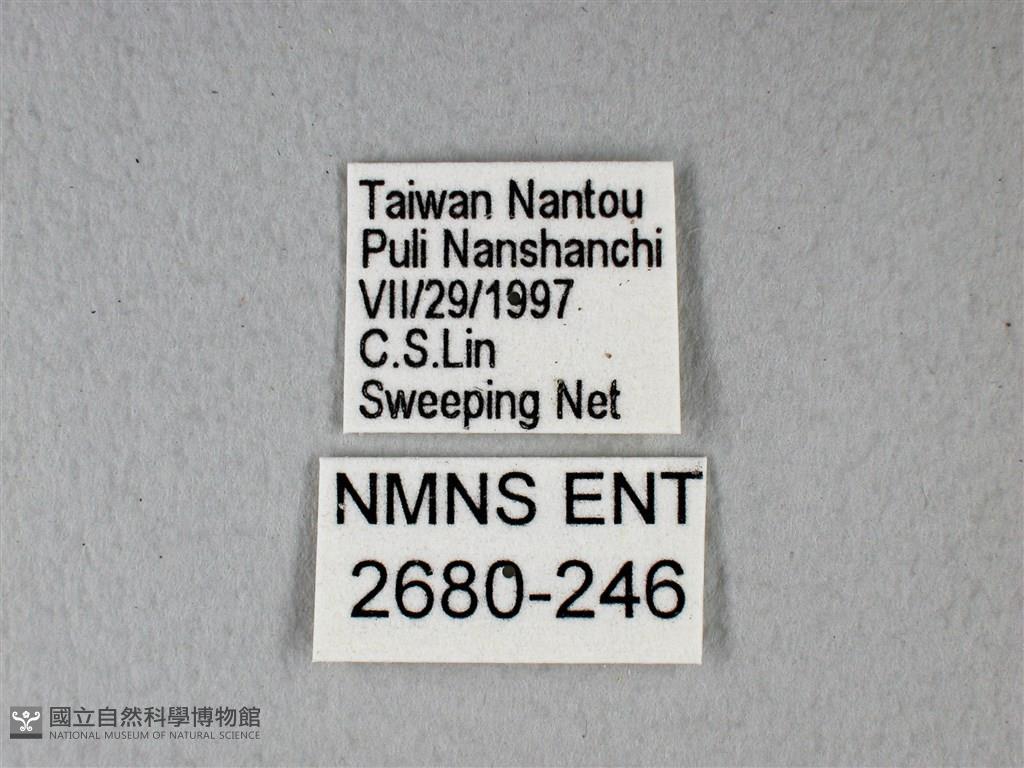 Taiwan Nantou
Puli Nanshanchi
VII/29/1997
C.S.Lin
Sweeping Net
NMNS ENT
2680-246
國立自然科學博物館
NATIONAL MUSEUM OF NATURAL SCIENCE